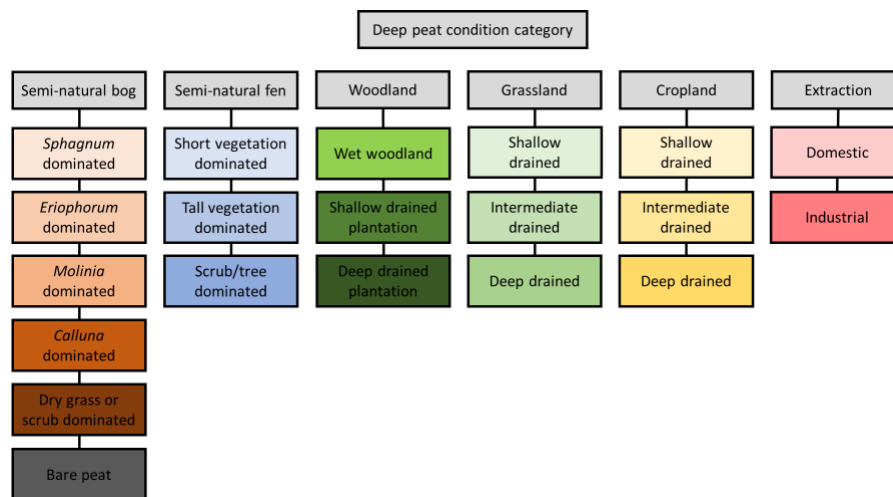 Deep peat condition category
Semi-natural bog
Sphagnum
dominated
Eriophorum
dominated
Molinia
dominated
Calluna
dominated
Dry grass or
scrub dominated
Bare peat
Semi-natural fen
Short vegetation
dominated
Tall vegetation
dominated
Scrub/tree
dominated
Woodland
Wet woodland
Shallow drained
plantation
Deep drained
plantation
Grassland
Shallow
drained
Intermediate
drained
Deep drained
Cropland
Shallow
drained
Intermediate
drained
Deep drained
Extraction
Domestic
Industrial